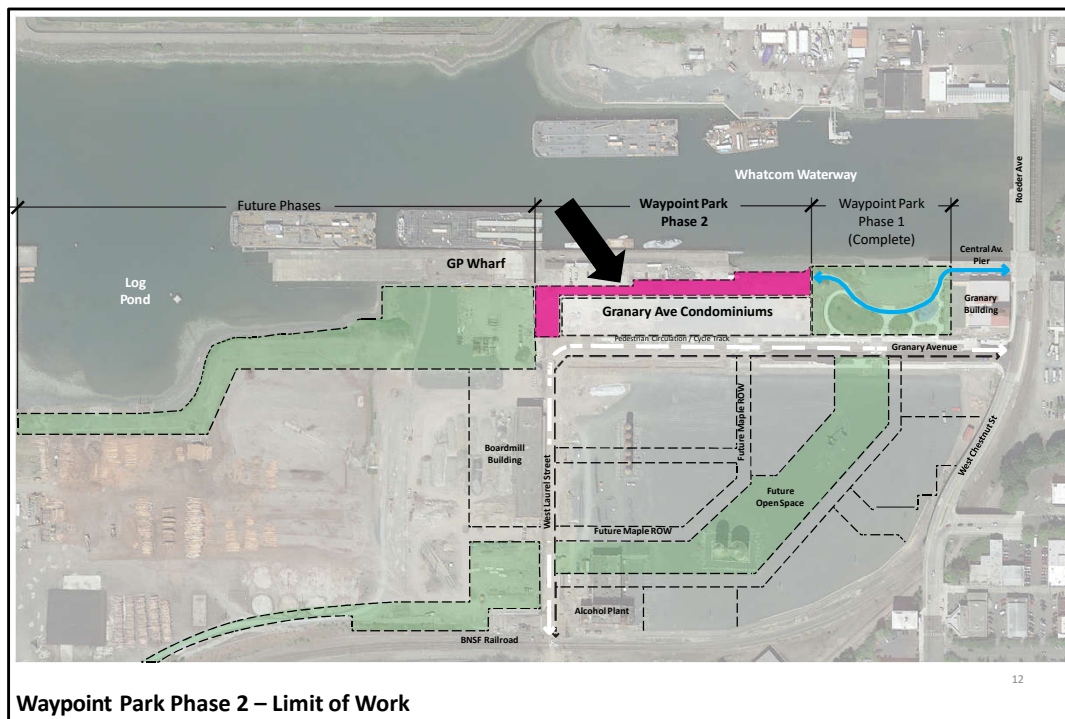 Whatcom Waterway
Roeder Ave
Future Phases
Waypoint Park
Phase 2
Waypoint Park
Phase 1
(Complete)
Central Av.
Pier
GP Wharf
Log
Pond
Granary
Building
Granary Ave Condominiums
Pedestrian Circulation / Cycle Track
Granary Avenue
Future Maple ROW
West Chestnut St
Boardmill
Building
West Laurel Street
Future
Open Space
Future Maple ROW
Alcohol Plant
BNSF Railroad
12
Waypoint Park Phase 2 – Limit of Work